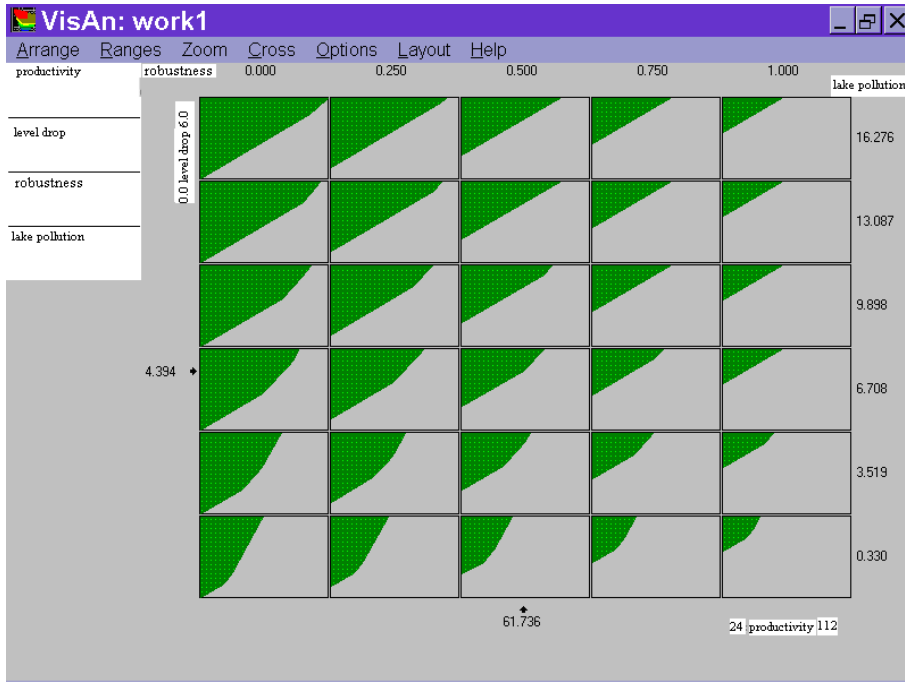 VisAn: work1
Arrange Ranges Zoom Cross Options Layout Help
productivity
robustness 0.000 0.250 0.500 0.750 1.000
lake pollution
level drop
robustness
lake pollution
0.0 level drop 6.0
16.276
13.087
9.898
4.394
6.708
3.519
0.330
61.736
24 productivity 112